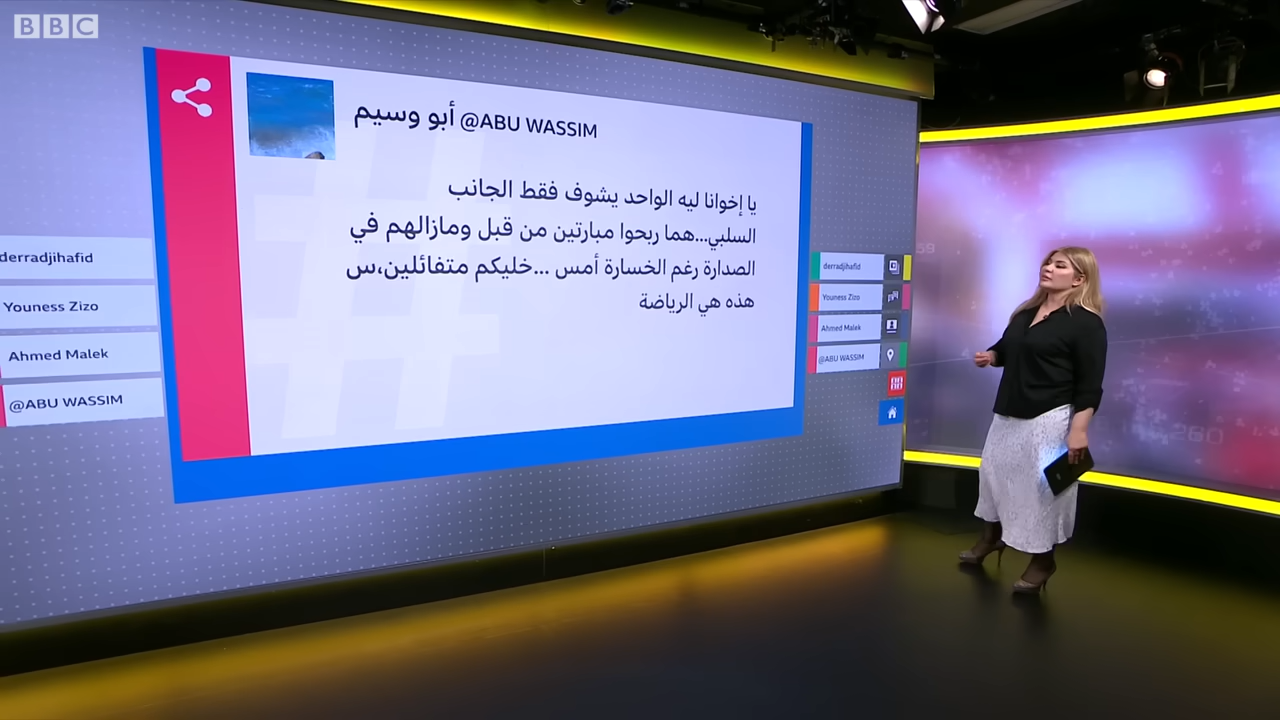 BBC
أبو وسيم @ABU WASSIM
يا إخوانا ليه الواحد يشوف فقط الجانب
السلبي...هما ربحوا مبارتين من قبل ومازالهم في
الصدارة رغم الخسارة أمس ...خليكم متفائلين،س
هذه هي الرياضة
derradjihafid
Youness Zizo
Ahmed Malek
@ABU WASSIM
derradjihafid
Youness Zizo
Ahmed Malek
@ABU WASSIM